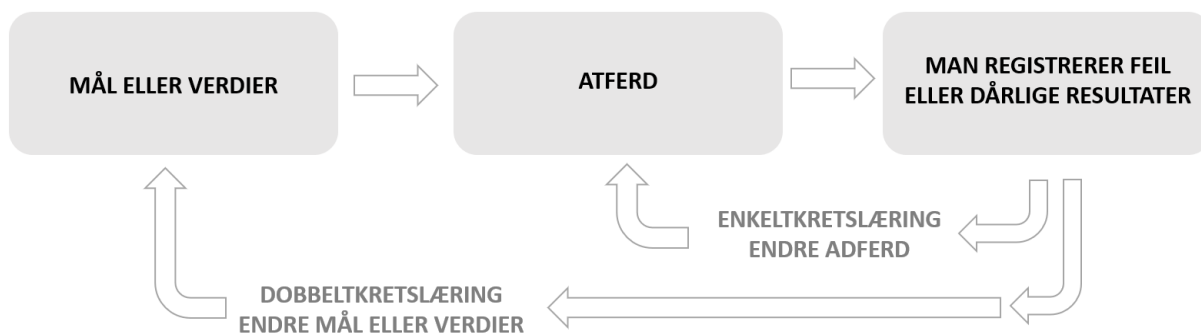 MÅL ELLER VERDIER
ATFERD
MAN REGISTRERER FEIL
ELLER DÅRLIGE RESULTATER
ENKELTKRETSLÆRING
ENDRE ADFERD
DOBBELTKRETSLÆRING
ENDRE MÅL ELLER VERDIER